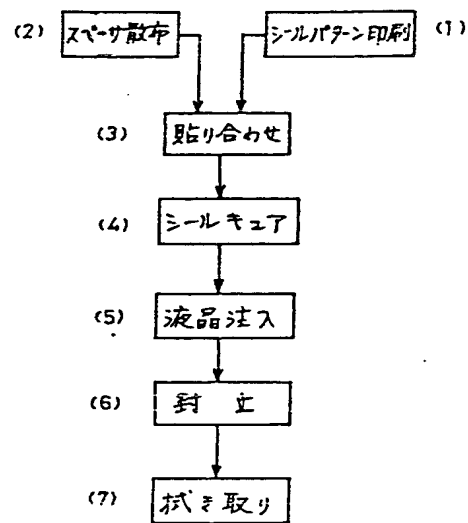 (2) スペーサ散布 シールパターン印刷 (1)
(3) 貼り合わせ
(4) シールキュア
(5) 液晶注入
(6) 封止
(7) 拭き取り